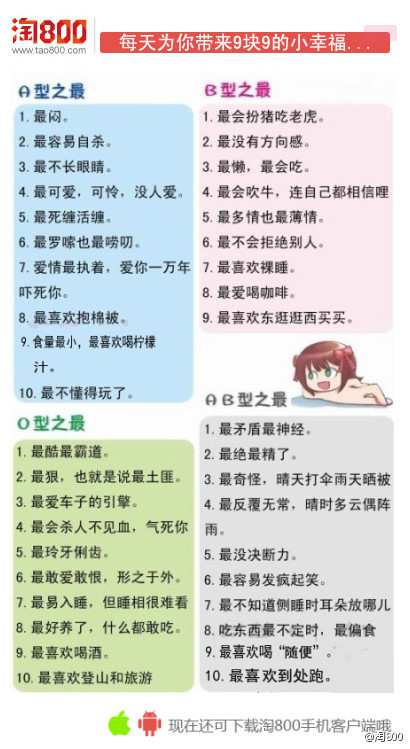 淘800
www.tao800.com
每天为你带来9块9的小幸福...
A型之最
1. 最闷。
2. 最容易自杀。
3. 最不长眼睛。
4. 最可爱，可怜，没人爱。
5. 最死缠活缠。
6. 最罗嗦也最唠叨。
7. 爱情最执着，爱你一万年
吓死你。
8. 最喜欢抱棉被。
9. 食量最小，最喜欢喝柠檬
汁。
10. 最不懂得玩了。
B型之最
1. 最会扮猪吃老虎。
2. 最没有方向感。
3. 最懒，最会吃。
4. 最会吹牛，连自己都相信哩
5. 最多情也最薄情。
6. 最不会拒绝别人。
7. 最喜欢裸睡。
8. 最爱喝咖啡。
9. 最喜欢东逛逛西买买。
O型之最
1. 最酷最霸道。
2. 最狠，也就是说最土匪。
3. 最爱车子的引擎。
4. 最会杀人不见血，气死你
5. 最玲牙俐齿。
6. 最敢爱敢恨，形之于外。
7. 最易入睡，但睡相很难看
8. 最好养了，什么都敢吃。
9. 最喜欢喝酒。
10. 最喜欢登山和旅游
AB型之最
1. 最矛盾最神经。
2. 最绝最精了。
3. 最奇怪，晴天打伞雨天晒被
4. 最反覆无常，晴时多云偶阵
雨。
5. 最没决断力。
6. 最容易发疯起笑。
7. 最不知道侧睡时耳朵放哪儿
8. 吃东西最不定时，最偏食
9. 最喜欢喝“随便”。
10. 最喜欢到处跑。
现在还可下载淘800手机客户端哦
@淘800